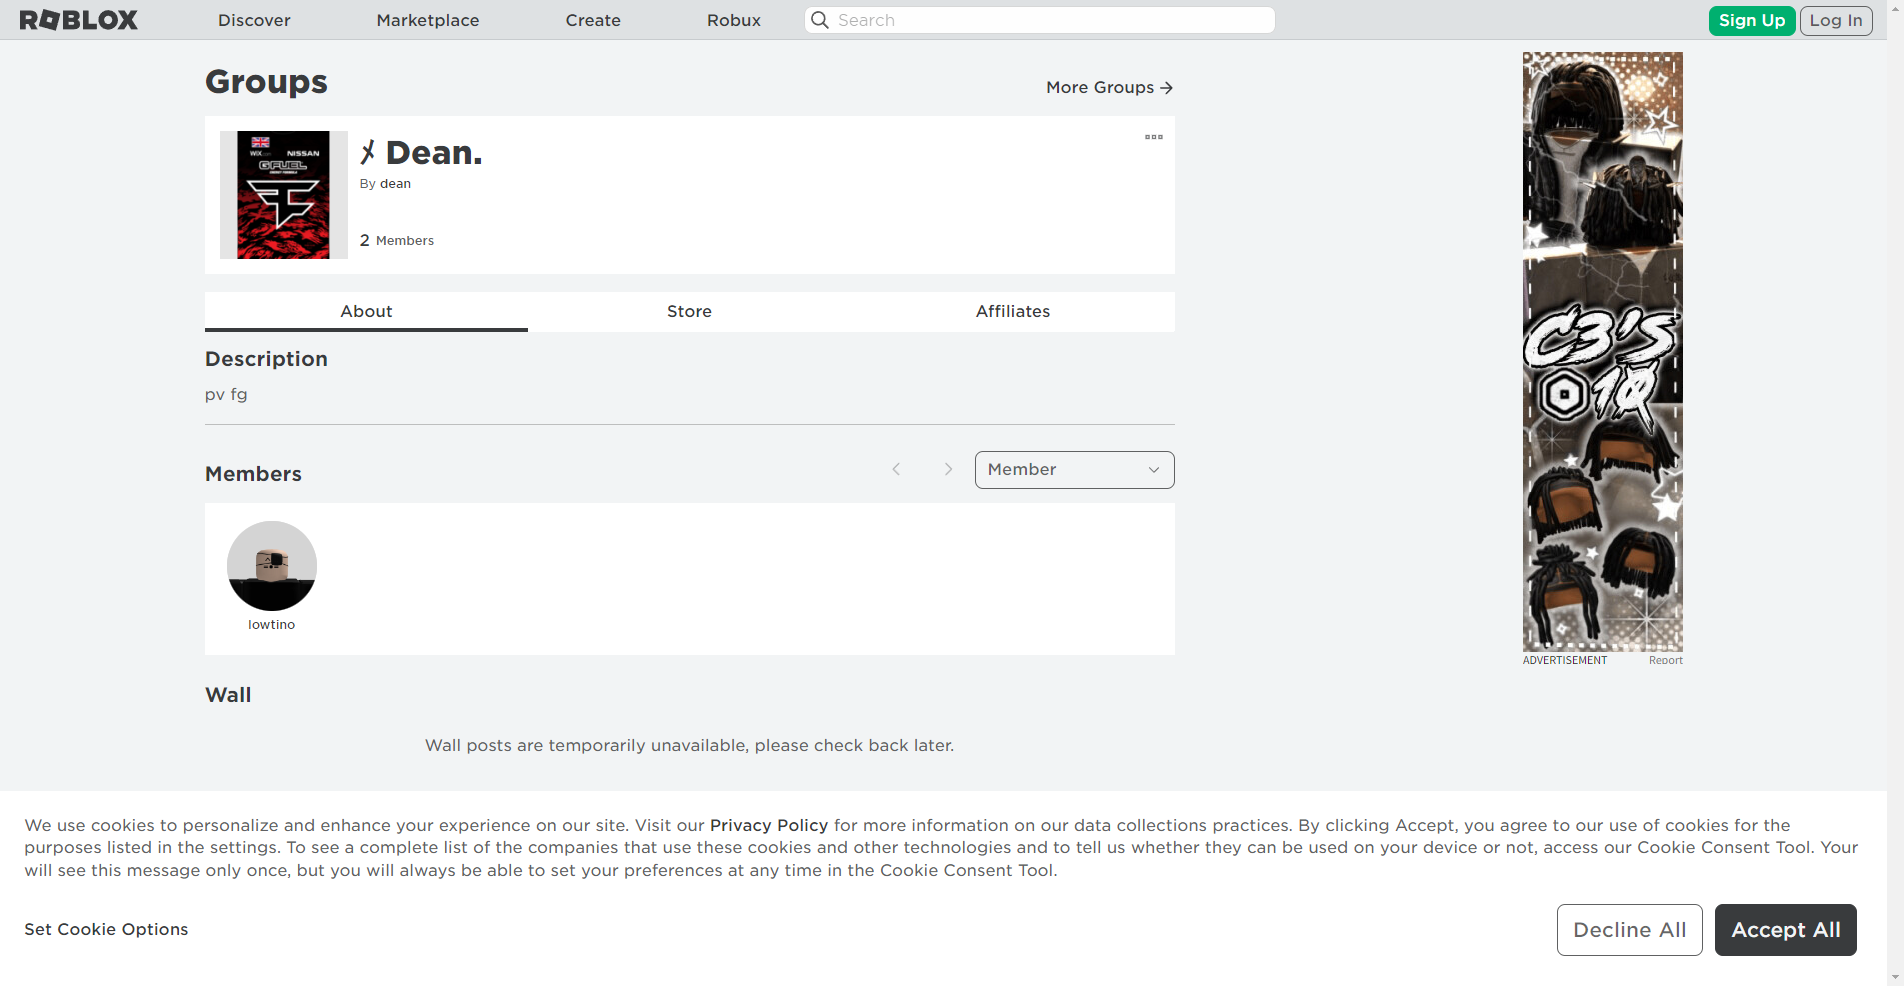 ROBLOX
Discover
Marketplace
Create
Robux
Search
Sign Up
Log In
Groups
More Groups →
WIX.com NISSAN
G FUEL
ENERGY FORMULA
〆 Dean.
By dean
2 Members
About
Store
Affiliates
Description
pv fg
Members
Member
lowtino
Wall
Wall posts are temporarily unavailable, please check back later.
C3'S
10
ADVERTISEMENT
Report
We use cookies to personalize and enhance your experience on our site. Visit our Privacy Policy for more information on our data collections practices. By clicking Accept, you agree to our use of cookies for the
purposes listed in the settings. To see a complete list of the companies that use these cookies and other technologies and to tell us whether they can be used on your device or not, access our Cookie Consent Tool. Your
will see this message only once, but you will always be able to set your preferences at any time in the Cookie Consent Tool.
Set Cookie Options
Decline All
Accept All